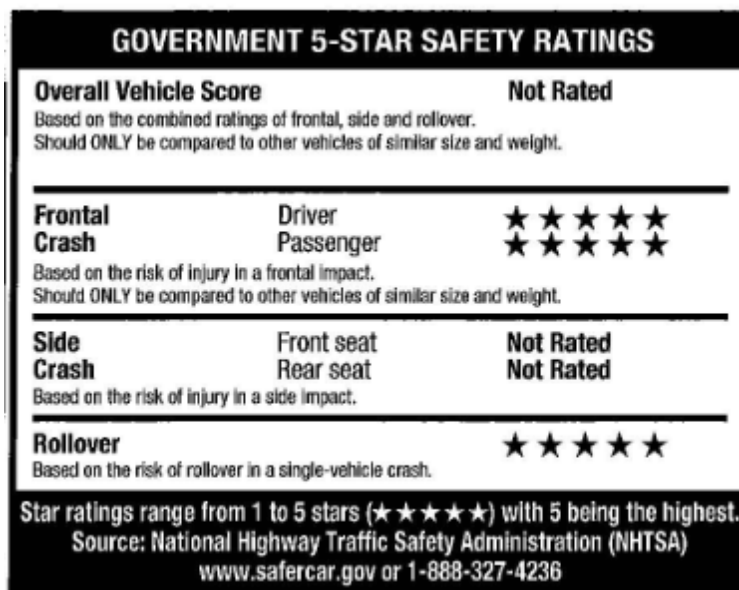 GOVERNMENT 5-STAR SAFETY RATINGS
Overall Vehicle Score Not Rated
Based on the combined ratings of frontal, side and rollover.
Should ONLY be compared to other vehicles of similar size and weight.
Frontal Driver ★★★★★
Crash Passenger ★★★★★
Based on the risk of injury in a frontal impact.
Should ONLY be compared to other vehicles of similar size and weight.
Side Front seat Not Rated
Crash Rear seat Not Rated
Based on the risk of injury in a side impact.
Rollover ★★★★★
Based on the risk of rollover in a single-vehicle crash.
Star ratings range from 1 to 5 stars (★★★★★) with 5 being the highest.
Source: National Highway Traffic Safety Administration (NHTSA)
www.safercar.gov or 1-888-327-4236